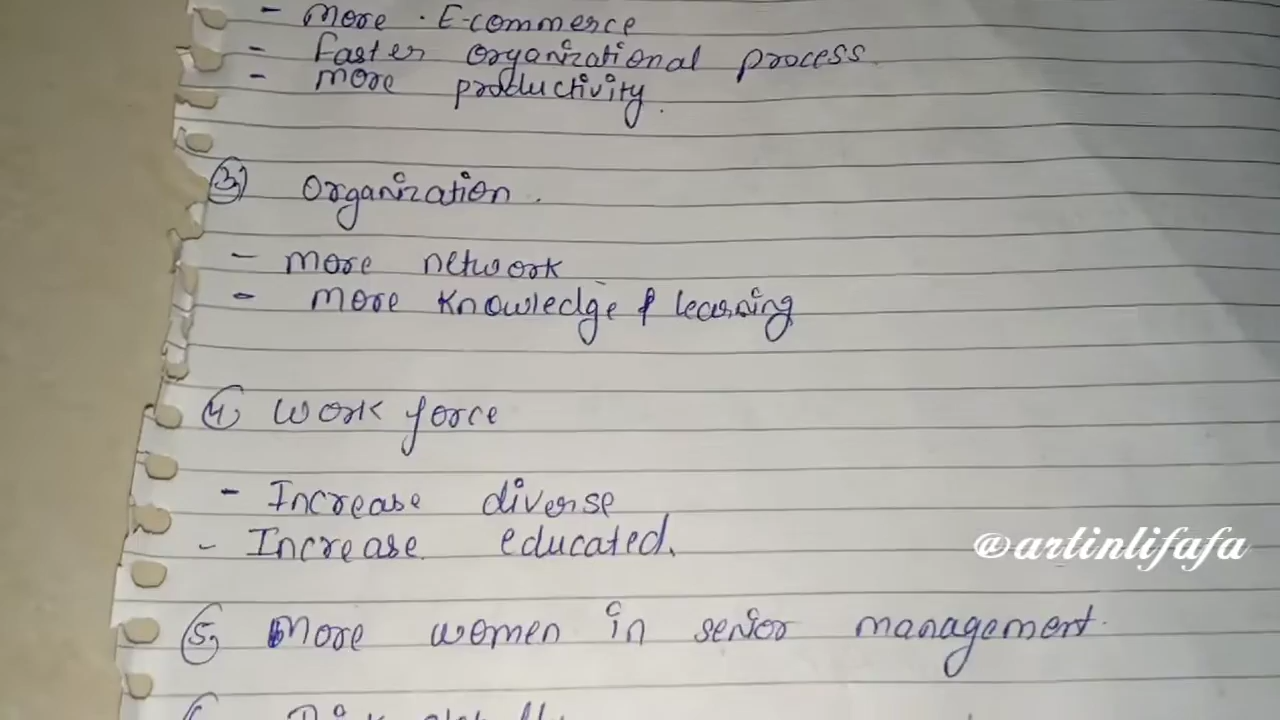 - More . E-commerce
- Faster organizational process
- more productivity.
③ Organization.
- more network
- more knowledge & learning
④ Work force
- Increase diverse
- Increase educated.
@artinlifafa
⑤ More women in senior management.